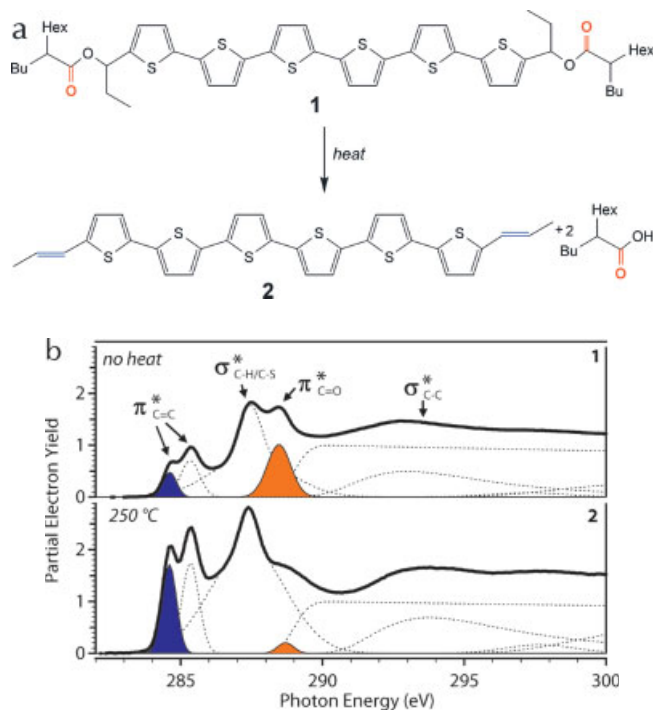 a
Hex
Bu
O
O
S
S
S
S
S
S
O
O
Hex
Bu
1
heat
S
S
S
S
S
S
+ 2
Hex
Bu
OH
O
2
b
no heat
1
σ* C-H/C-S
π* C=O
π* C=C
σ* C-C
2
1
0
250 °C
2
2
1
0
Partial Electron Yield
285
290
295
300
Photon Energy (eV)